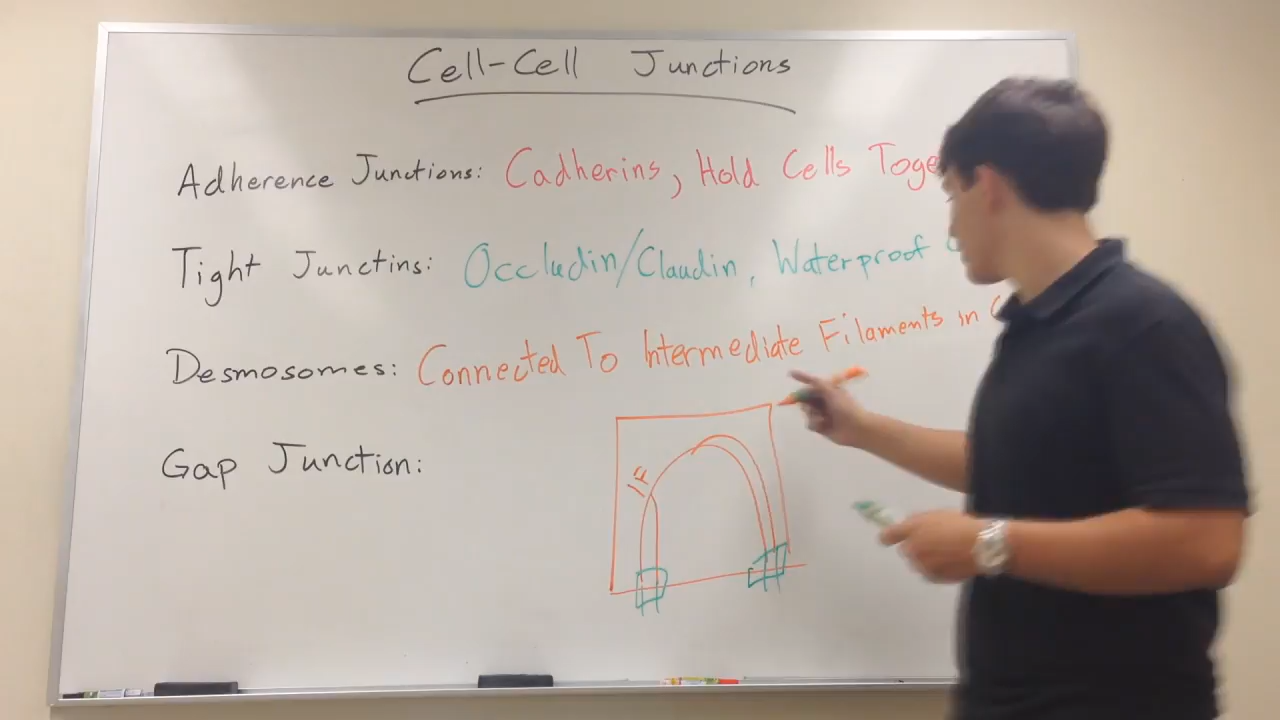 Cell-Cell Junctions
Adherence Junctions: Cadherins, Hold Cells
Tight Junctins: Occludin/Claudin, Waterproof
Desmosomes: Connected To Intermediate Filaments in
Gap Junction:
IF